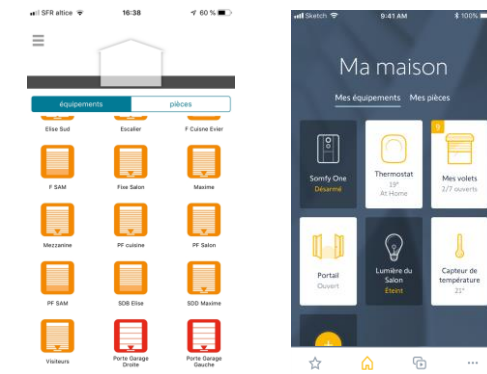 SFR altice 16:38 60 %
équipements pièces
Elise Sud Escalier F Cuisne Evier
F SAM Fixe Salon Maxime
Mezzanine PF cuisine PF Salon
PF SAM SDB Elise SDD Maxime
Visiteurs Porte Garage Droite Porte Garage Gauche
Sketch 9:41 AM 100%
Ma maison
Mes équipements Mes pièces
9
Somfy One
Désarmé
Thermostat
19°
At Home
Mes volets
2/7 ouverts
Portail
Ouvert
Lumière du
Salon
Éteint
Capteur de
température
21°